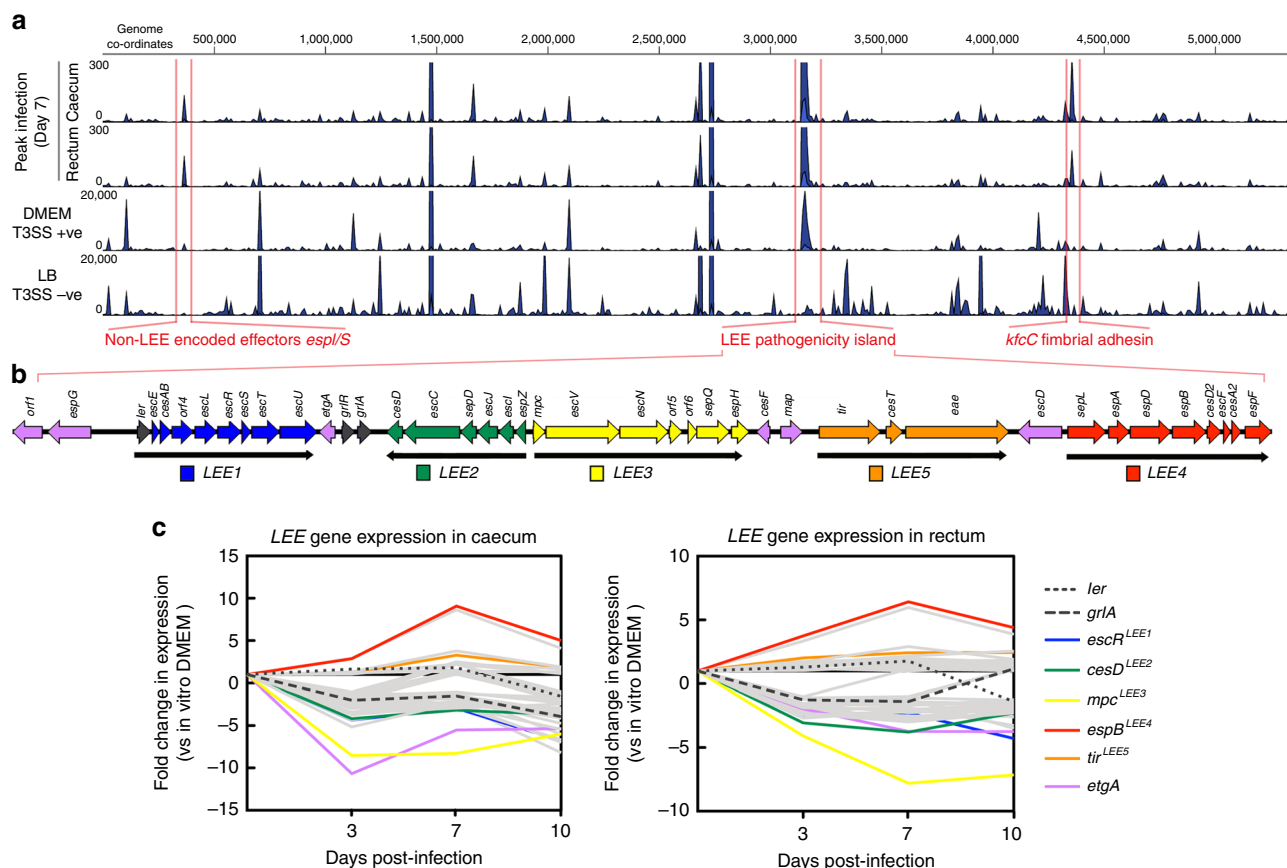 a
Genome
co-ordinates
500,000
1,000,000
1,500,000
2,000,000
2,500,000
3,000,000
3,500,000
4,000,000
4,500,000
5,000,000
Peak infection
(Day 7)
Caecum
300
0
Rectum
300
0
DMEM
T3SS +ve
20,000
0
LB
T3SS –ve
20,000
0
Non-LEE encoded effectors espI/S
LEE pathogenicity island
kfcC fimbrial adhesin
b
orf1
espG
ler
escE
cesAB
orf4
escL
escR
escS
escT
escU
etgA
grlR
grlA
cesD
escC
sepD
escJ
escI
espZ
mpc
escV
escN
orf5
orf6
sepQ
espH
cesF
map
tir
cesT
eae
escD
sepL
espA
espD
espB
cesD2
escF
cesA2
espF
LEE1
LEE2
LEE3
LEE5
LEE4
c
LEE gene expression in caecum
Fold change in expression
(vs in vitro DMEM )
15
10
5
0
–5
–10
–15
3
7
10
Days post-infection
LEE gene expression in rectum
Fold change in expression
(vs in vitro DMEM )
10
5
0
–5
–10
3
7
10
Days post-infection
ler
grlA
escR LEE1
cesD LEE2
mpc LEE3
espB LEE4
tir LEE5
etgA